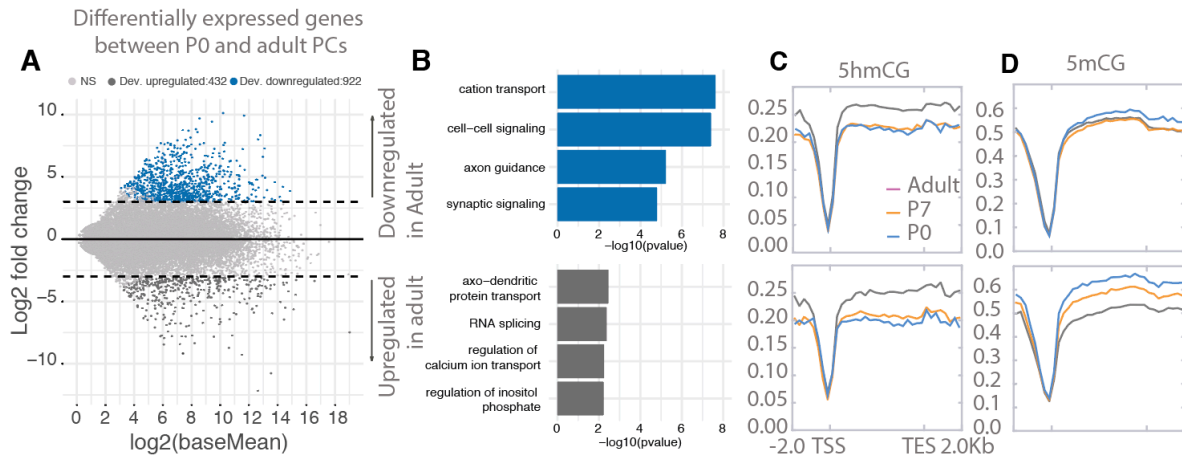 Differentially expressed genes
between P0 and adult PCs
A
NS Dev. upregulated:432 Dev. downregulated:922
Log2 fold change
10
5
0
−5
−10
0 2 4 6 8 10 12 14 16 18
log2(baseMean)
Downregulated
in Adult
Upregulated
in adult
B
cation transport
cell−cell signaling
axon guidance
synaptic signaling
0 2 4 6 8
−log10(pvalue)
axo−dendritic
protein transport
RNA splicing
regulation of
calcium ion transport
regulation of inositol
phosphate
0 2 4 6 8
−log10(pvalue)
C
5hmCG
0.25
0.20
0.15
0.10
0.05
0.00
Adult
P7
P0
0.25
0.20
0.15
0.10
0.05
0.00
-2.0 TSS TES 2.0Kb
D
5mCG
0.6
0.5
0.4
0.3
0.2
0.1
0.0
0.6
0.5
0.4
0.3
0.2
0.1
0.0